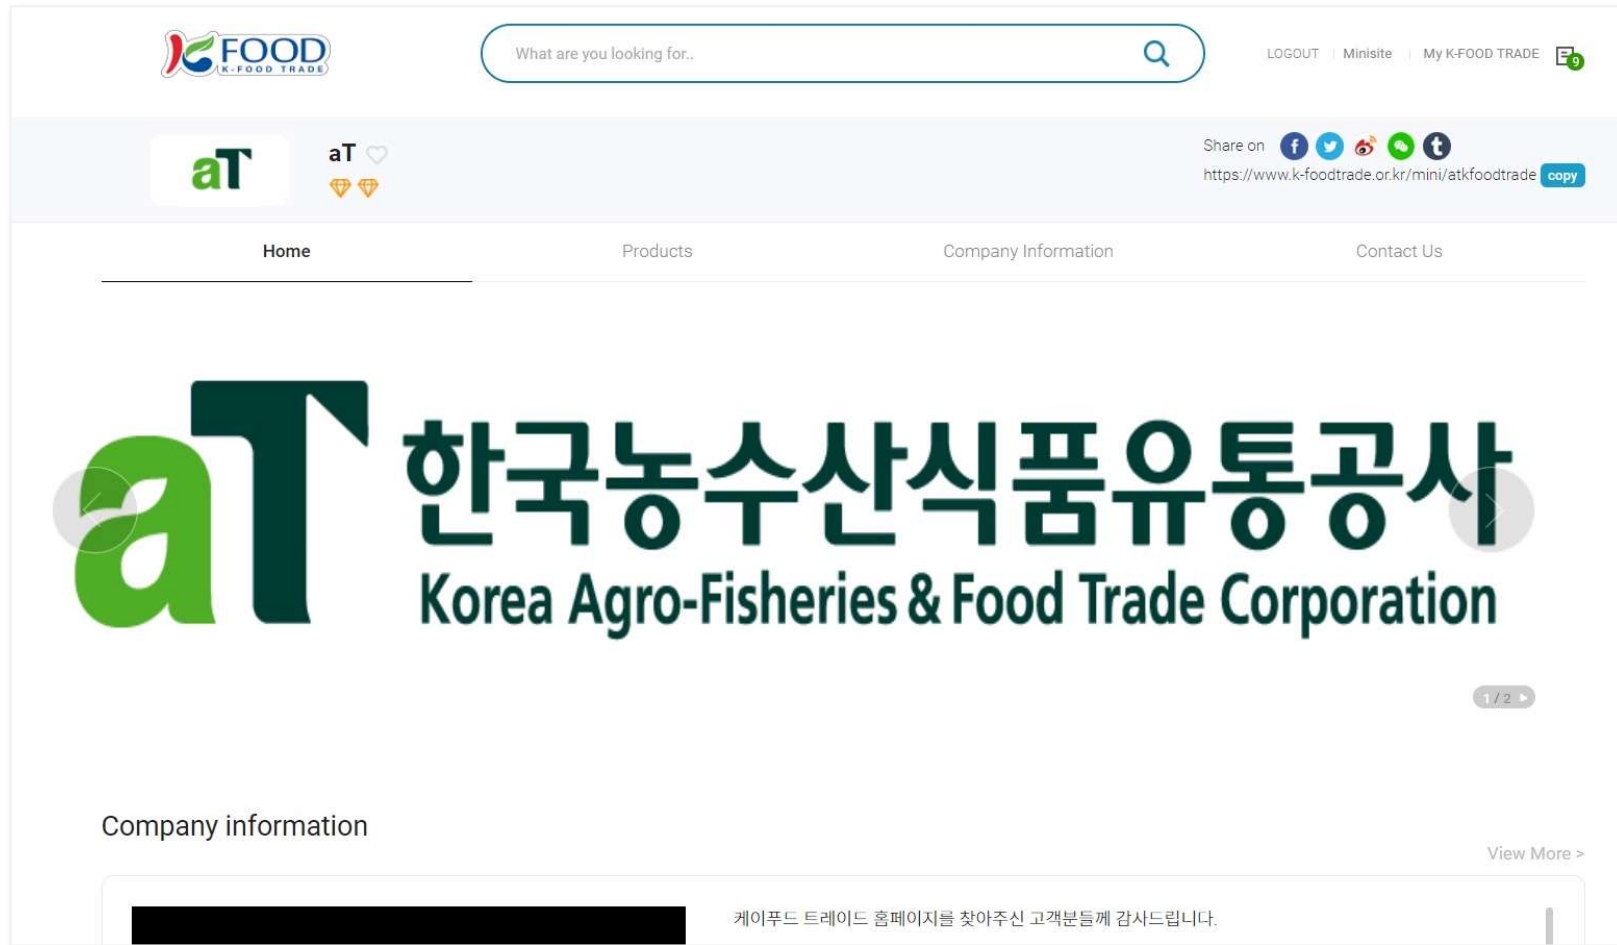 FOOD
K-FOOD TRADE
What are you looking for..
LOGOUT
Minisite
My K-FOOD TRADE
9
aT
aT
Share on
https://www.k-foodtrade.or.kr/mini/atkfoodtrade copy
Home
Products
Company Information
Contact Us
aT 한국농수산식품유통공사
Korea Agro-Fisheries & Food Trade Corporation
1 / 2
Company information
View More >
케이푸드 트레이드 홈페이지를 찾아주신 고객분들께 감사드립니다.